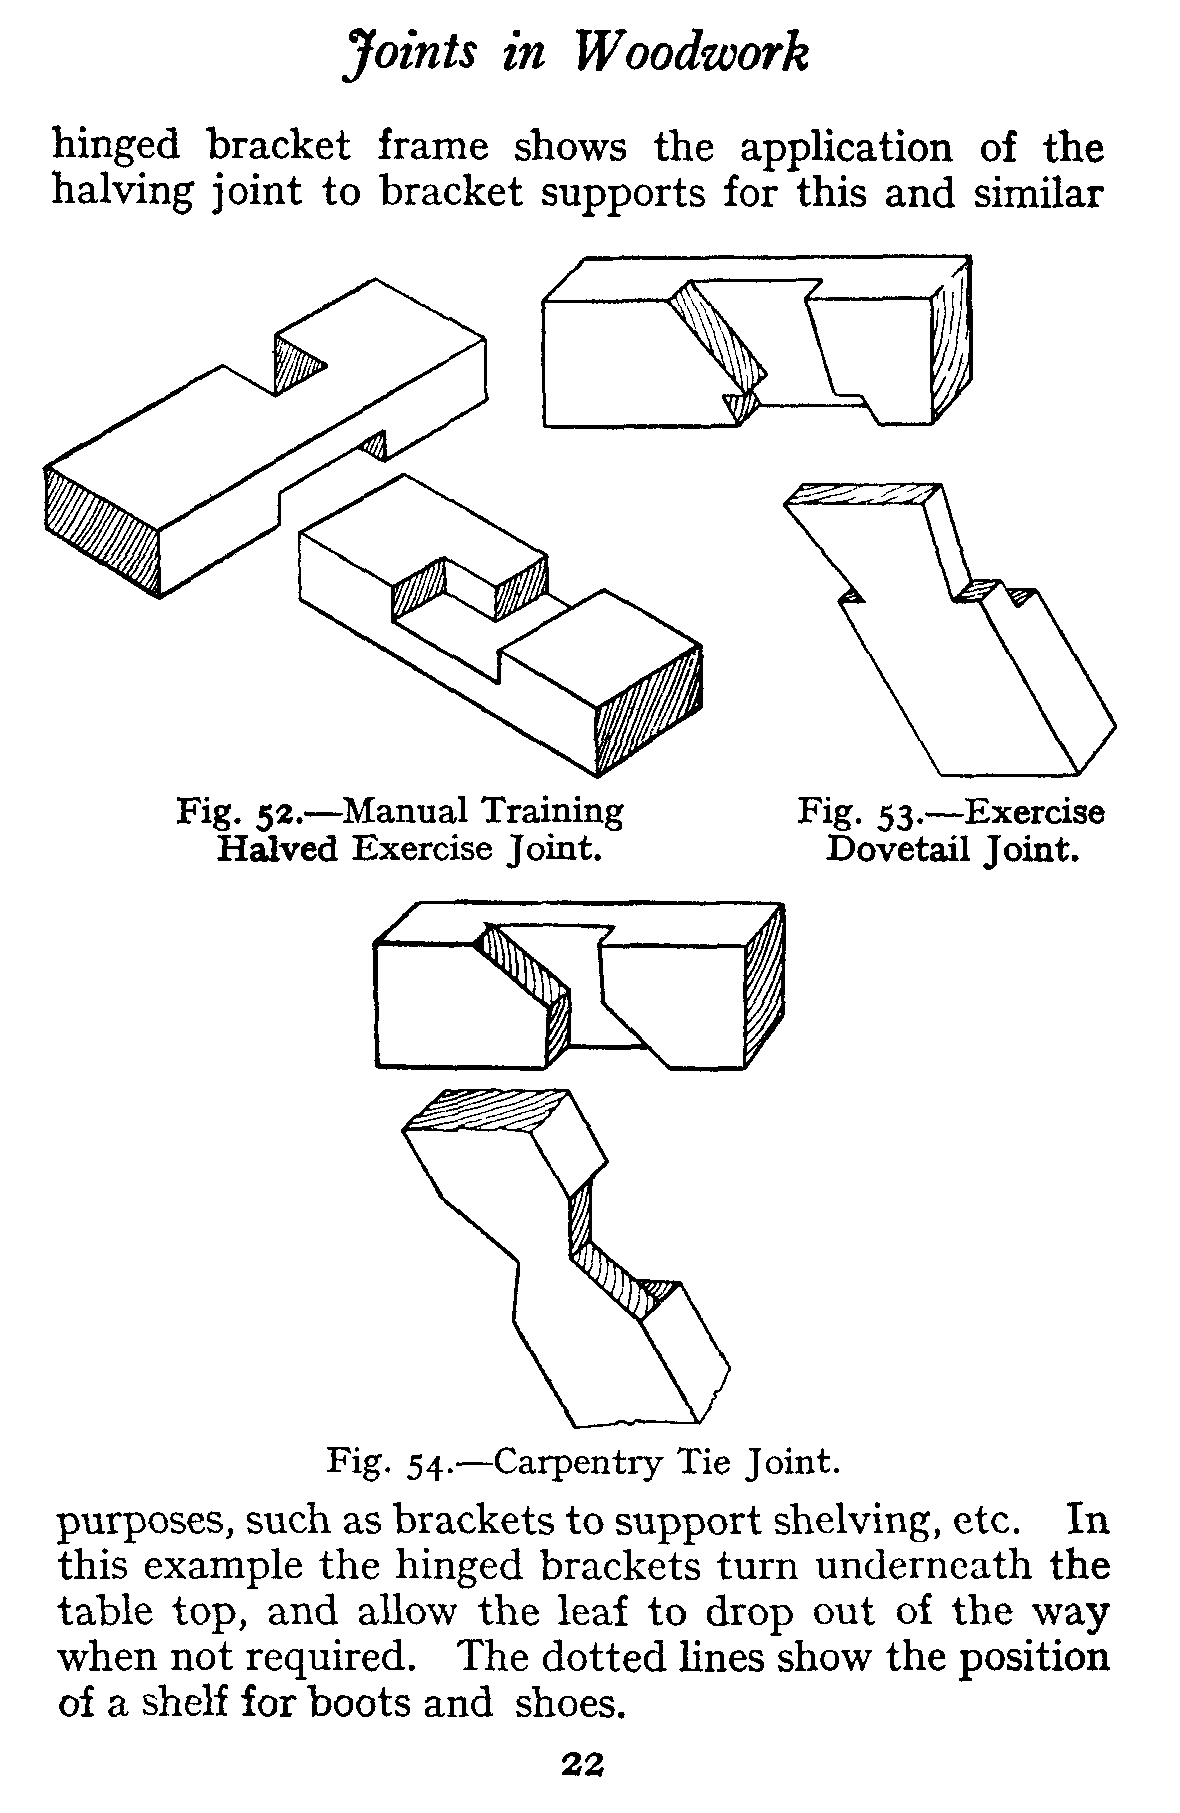 Joints in Woodwork
hinged bracket frame shows the application of the
halving joint to bracket supports for this and similar
Fig. 52.—Manual Training
Halved Exercise Joint.
Fig. 53.—Exercise
Dovetail Joint.
Fig. 54.—Carpentry Tie Joint.
purposes, such as brackets to support shelving, etc. In
this example the hinged brackets turn underneath the
table top, and allow the leaf to drop out of the way
when not required. The dotted lines show the position
of a shelf for boots and shoes.
22